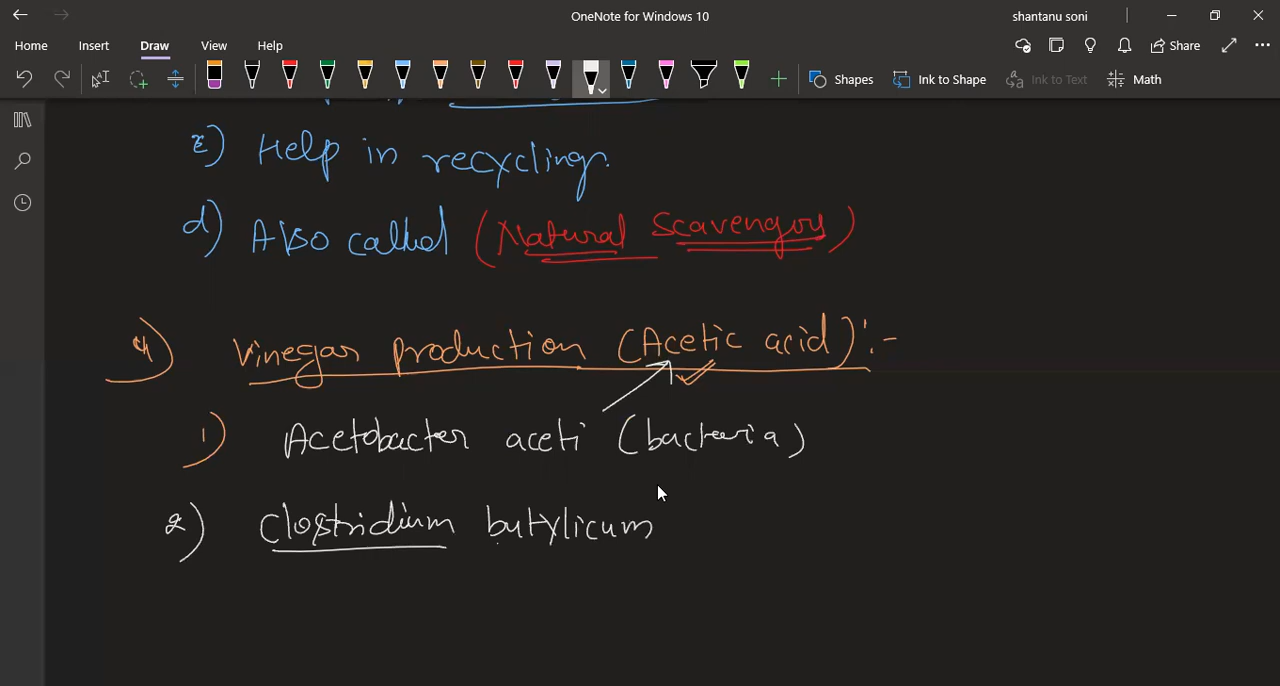 OneNote for Windows 10
shantanu soni
Home Insert Draw View Help
Share
Shapes Ink to Shape Ink to Text Math
c) Help in recycling.
d) Also called (Natural Scavengors)
4) Vinegar production (Acetic acid):-
1) Acetobacter aceti (bacteria)
2) Clostridium butylicum